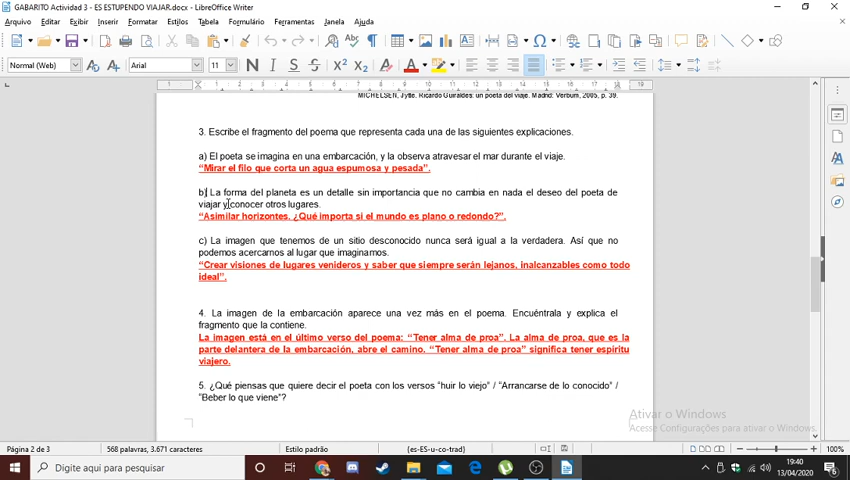 GABARITO Actividad 3 - ES ESTUPENDO VIAJAR.docx - LibreOffice Writer
Arquivo Editar Exibir Inserir Formatar Estilos Tabela Formulário Ferramentas Janela Ajuda
Normal (Web) Arial 11
MICHELSEN, Jytte. Ricardo Güiraldes: un poeta del viaje. Madrid: Verbum, 2005, p. 39.
3. Escribe el fragmento del poema que representa cada una de las siguientes explicaciones.
a) El poeta se imagina en una embarcación, y la observa atravesar el mar durante el viaje.
“Mirar el filo que corta un agua espumosa y pesada”.
b) La forma del planeta es un detalle sin importancia que no cambia en nada el deseo del poeta de
viajar y conocer otros lugares.
“Asimilar horizontes. ¿Qué importa si el mundo es plano o redondo?”.
c) La imagen que tenemos de un sitio desconocido nunca será igual a la verdadera. Así que no
podemos acercarnos al lugar que imaginamos.
“Crear visiones de lugares venideros y saber que siempre serán lejanos, inalcanzables como todo
ideal”.
4. La imagen de la embarcación aparece una vez más en el poema. Encuéntrala y explica el
fragmento que la contiene.
La imagen está en el último verso del poema: “Tener alma de proa”. La alma de proa, que es la
parte delantera de la embarcación, abre el camino. “Tener alma de proa” significa tener espíritu
viajero.
5. ¿Qué piensas que quiere decir el poeta con los versos “huir lo viejo” / “Arrancarse de lo conocido” /
“Beber lo que viene”?
Ativar o Windows
Acesse Configurações para ativar o Windows.
Página 2 de 3 568 palavras, 3.671 caracteres Estilo padrão {es-ES-u-co-trad} 100%
Digite aqui para pesquisar
19:40
13/04/2020